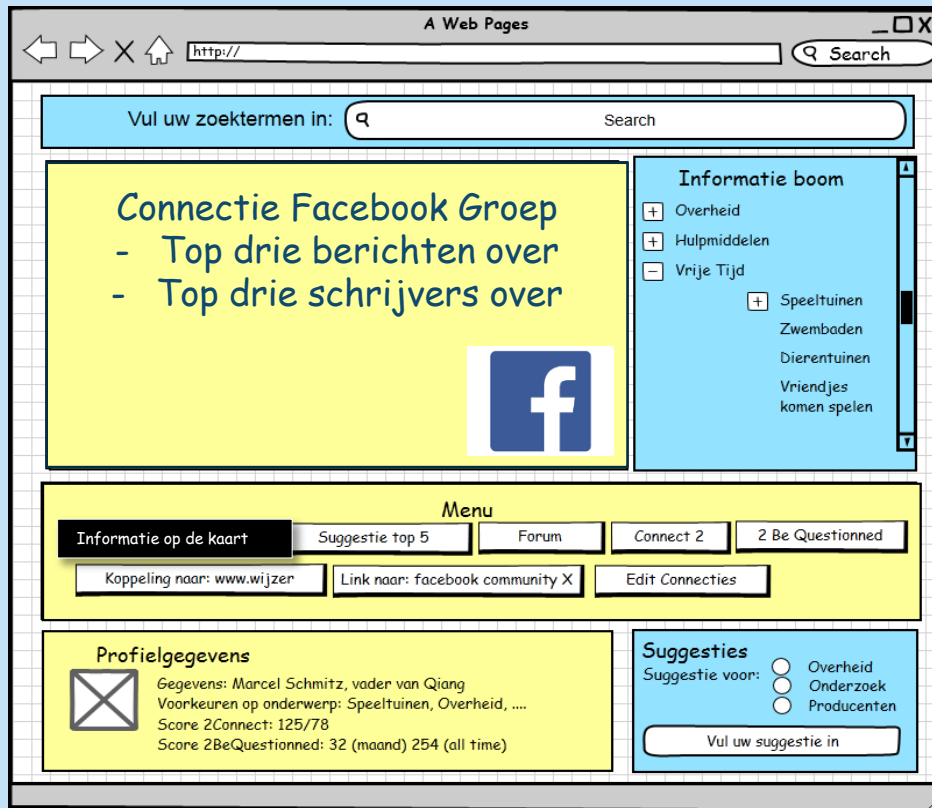 A Web Pages
http://
Search
Vul uw zoektermen in:
Search
Connectie Facebook Groep
- Top drie berichten over
- Top drie schrijvers over
f
Informatie boom
+ Overheid
+ Hulpmiddelen
− Vrije Tijd
+ Speeltuinen
Zwembaden
Dierentuinen
Vriendjes
komen spelen
Menu
Informatie op de kaart
Suggestie top 5
Forum
Connect 2
2 Be Questionned
Koppeling naar: www.wijzer
Link naar: facebook community X
Edit Connecties
Profielgegevens
Gegevens: Marcel Schmitz, vader van Qiang
Voorkeuren op onderwerp: Speeltuinen, Overheid, ....
Score 2Connect: 125/78
Score 2BeQuestionned: 32 (maand) 254 (all time)
Suggesties
Suggestie voor:
Overheid
Onderzoek
Producenten
Vul uw suggestie in